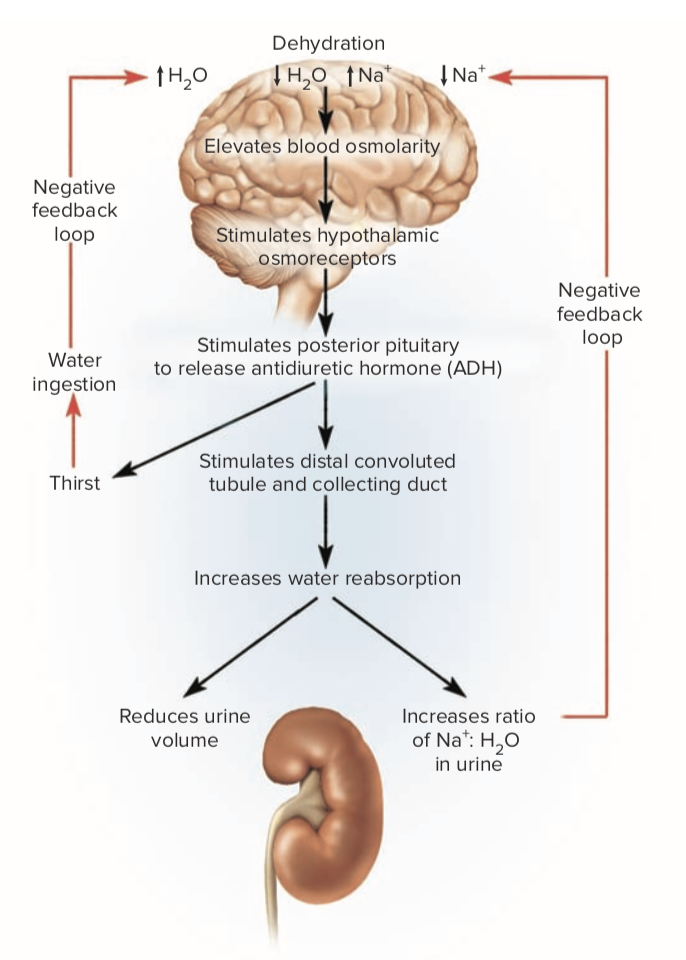 Dehydration
↑H₂O
↓H₂O ↑Na⁺
↓Na⁺
Elevates blood osmolarity
Negative
feedback
loop
Stimulates hypothalamic
osmoreceptors
Negative
feedback
loop
Stimulates posterior pituitary
to release antidiuretic hormone (ADH)
Water
ingestion
Thirst
Stimulates distal convoluted
tubule and collecting duct
Increases water reabsorption
Reduces urine
volume
Increases ratio
of Na⁺: H₂O
in urine